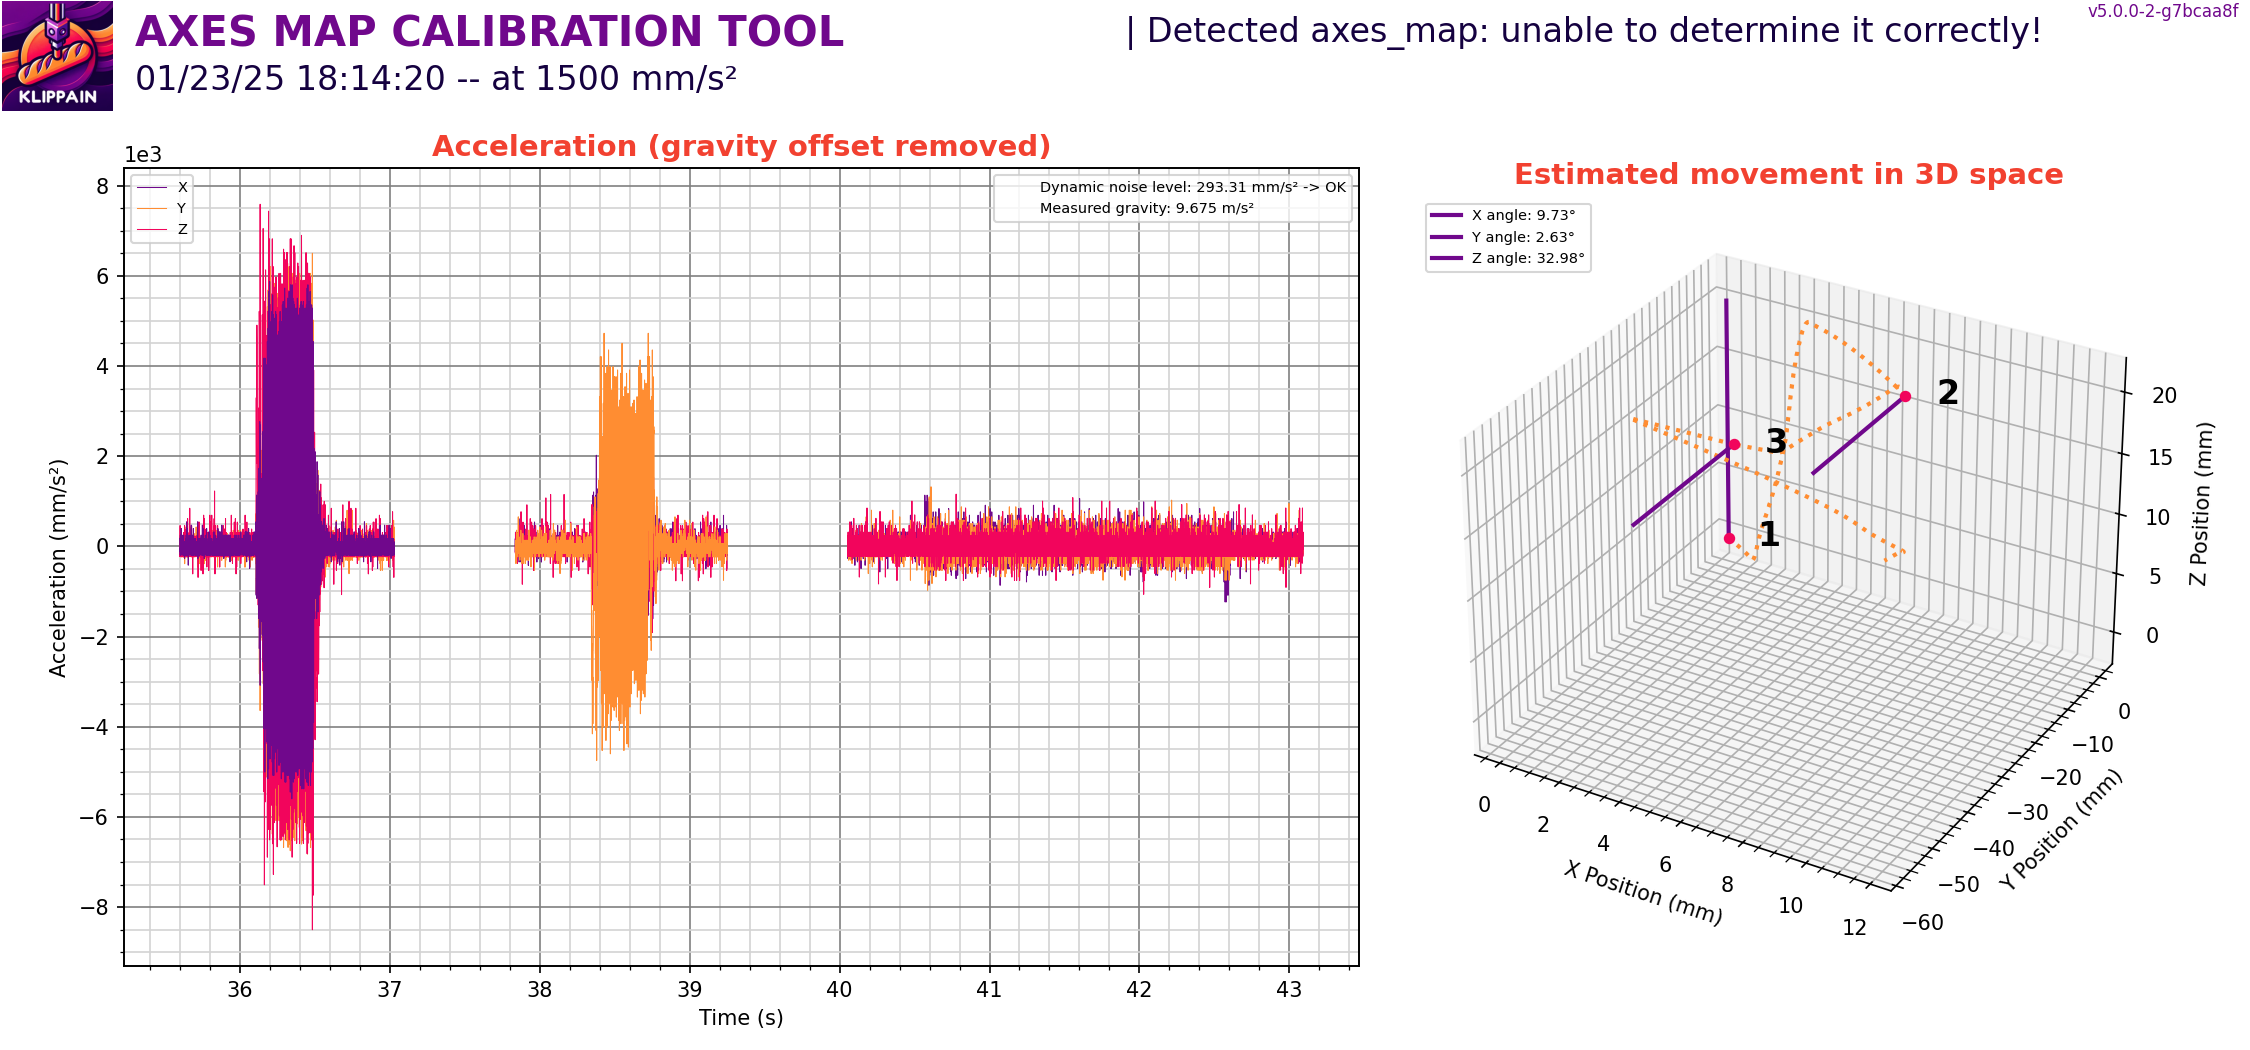 KLIPPAIN
AXES MAP CALIBRATION TOOL
01/23/25 18:14:20 -- at 1500 mm/s²
| Detected axes_map: unable to determine it correctly!
v5.0.0-2-g7bcaa8f
Acceleration (gravity offset removed)
1e3
X
Y
Z
Dynamic noise level: 293.31 mm/s² -> OK
Measured gravity: 9.675 m/s²
8
6
4
2
0
−2
−4
−6
−8
Acceleration (mm/s²)
36
37
38
39
40
41
42
43
Time (s)
Estimated movement in 3D space
X angle: 9.73°
Y angle: 2.63°
Z angle: 32.98°
2
3
1
20
15
10
5
0
Z Position (mm)
0
−10
−20
−30
−40
−50
−60
Y Position (mm)
0
2
4
6
8
10
12
X Position (mm)